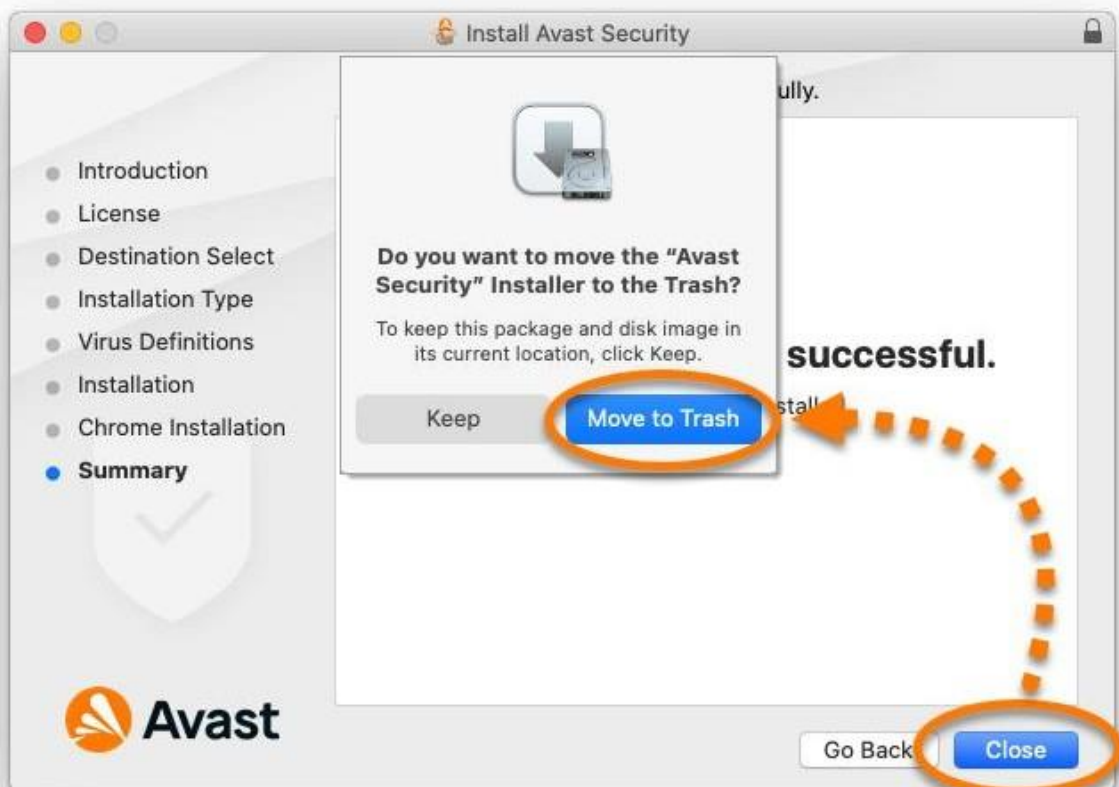 Install Avast Security
ully.
Introduction
License
Destination Select
Installation Type
Virus Definitions
Installation
Chrome Installation
Summary
Do you want to move the “Avast
Security” Installer to the Trash?
To keep this package and disk image in
its current location, click Keep.
Keep
Move to Trash
successful.
Avast
Go Back
Close